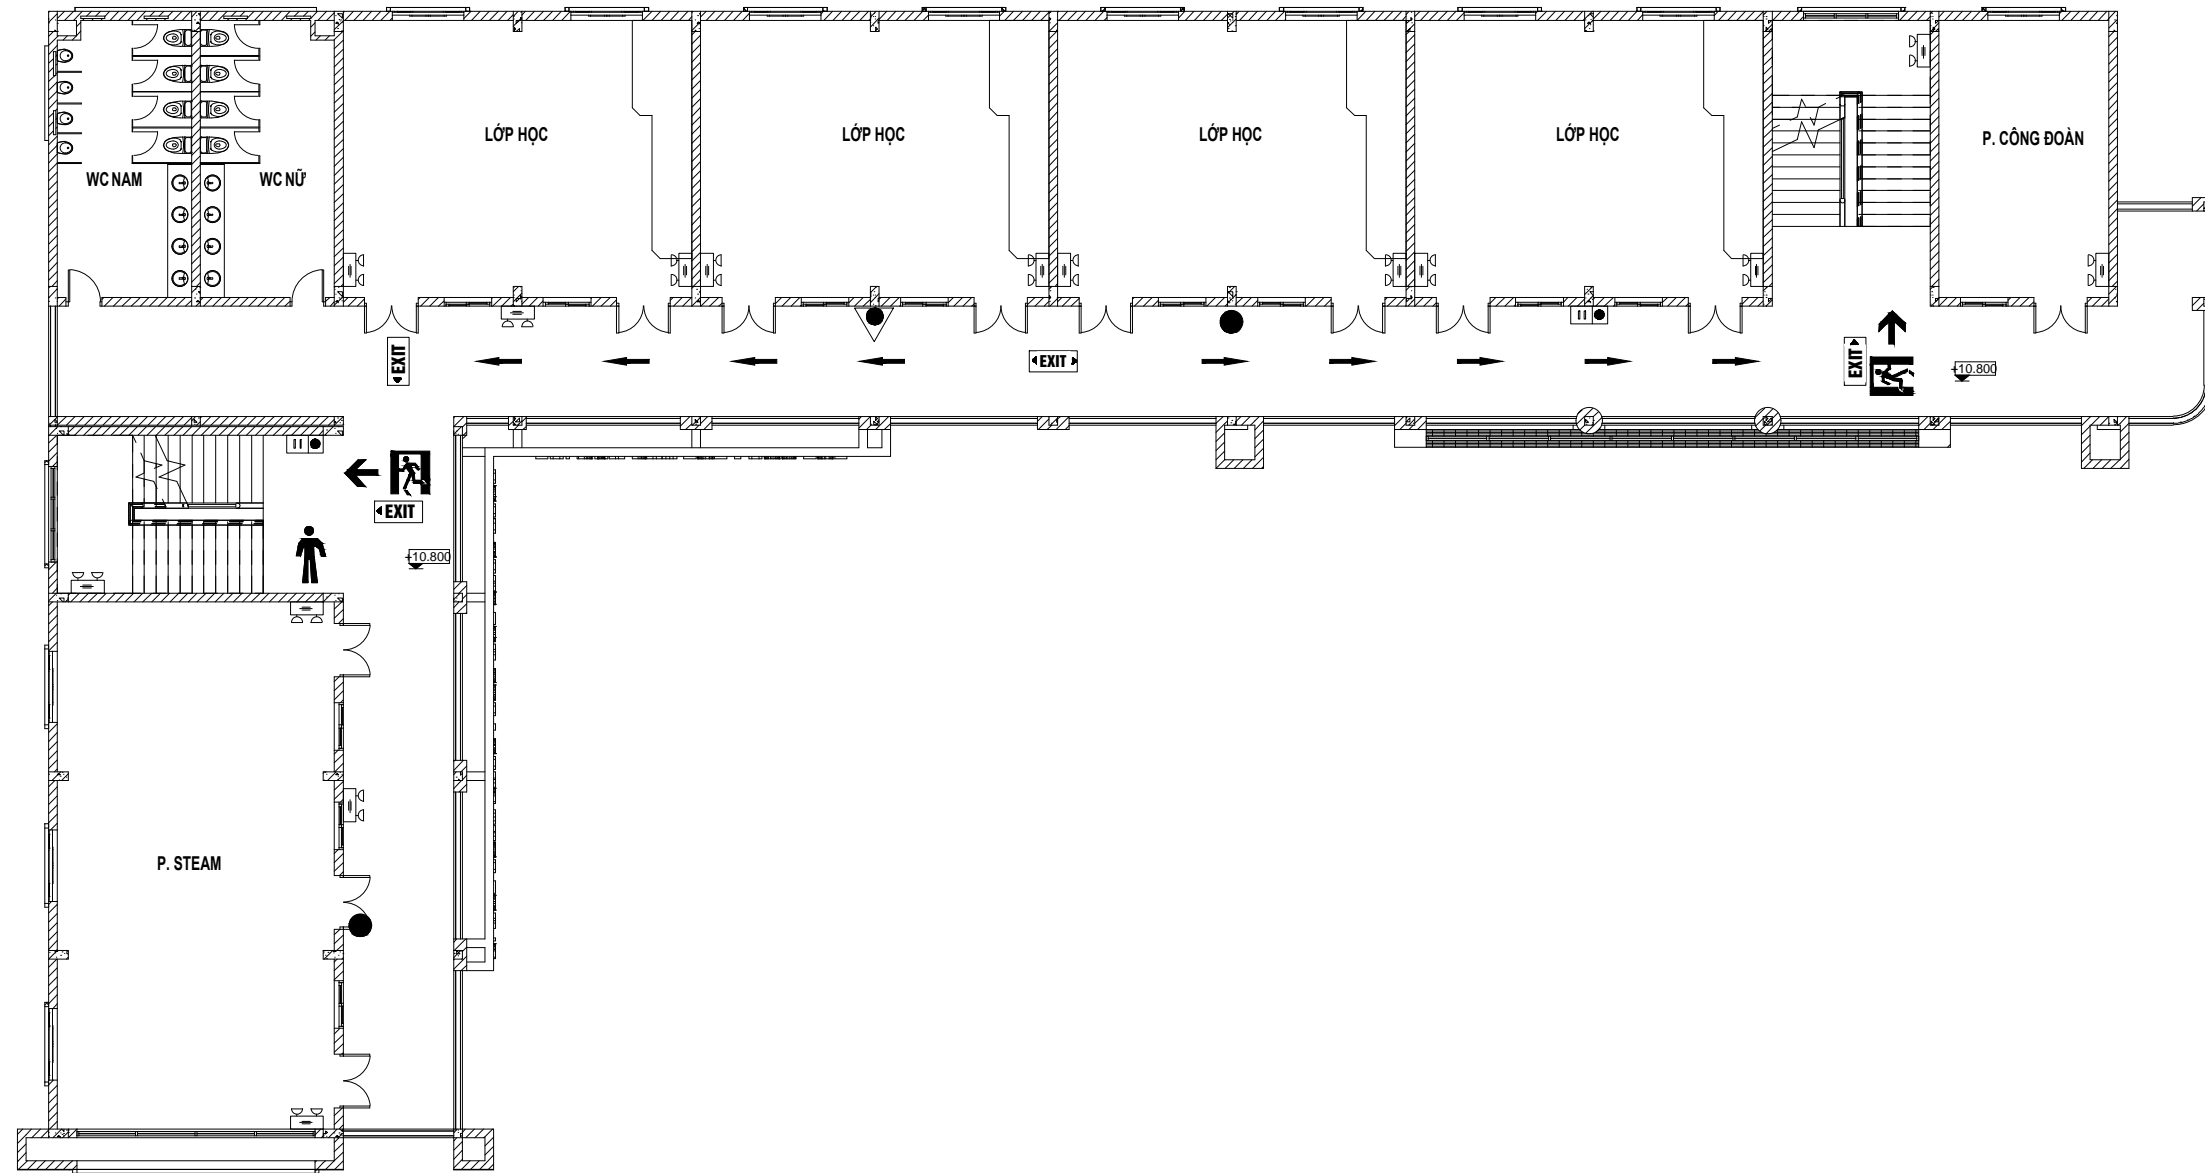 LỚP HỌC
LỚP HỌC
LỚP HỌC
LỚP HỌC
P. CÔNG ĐOÀN
WC NAM
WC NỮ
EXIT
EXIT
EXIT
+10.800
EXIT
+10.800
P. STEAM